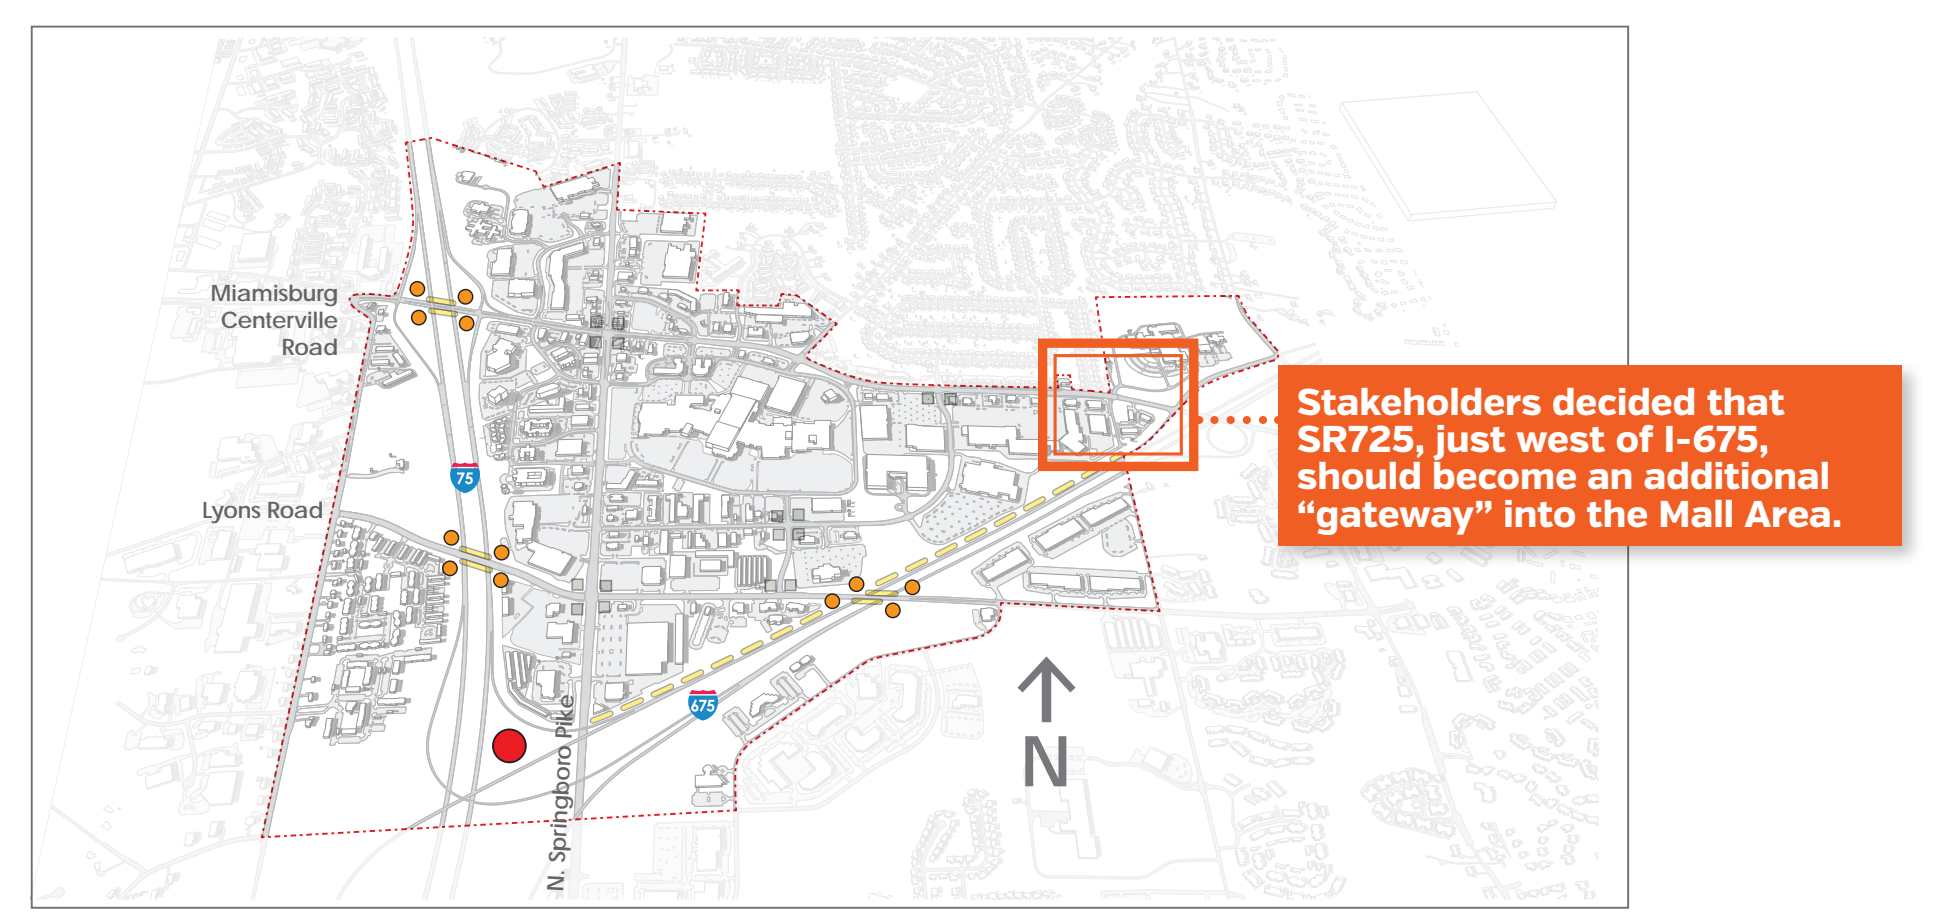 Miamisburg
Centerville
Road
Stakeholders decided that
SR725, just west of I-675,
should become an additional
“gateway” into the Mall Area.
75
Lyons Road
675
N. Springboro Pike
N